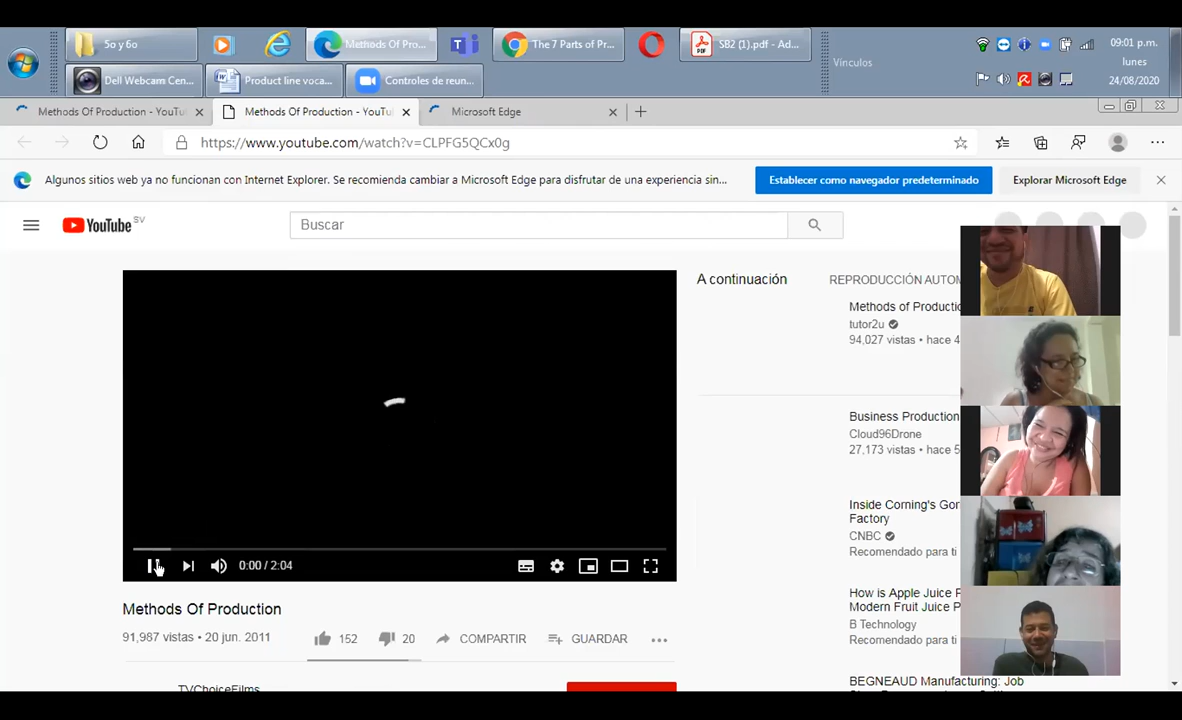 5o y 6o
Methods Of Pro...
The 7 Parts of Pr...
SB2 (1).pdf - Ad...
Vínculos
09:01 p.m.
lunes
24/08/2020
Dell Webcam Cen...
Product line voca...
Controles de reun...
Methods Of Production - YouTu
Methods Of Production - YouTu
Microsoft Edge
https://www.youtube.com/watch?v=CLPFG5QCx0g
Algunos sitios web ya no funcionan con Internet Explorer. Se recomienda cambiar a Microsoft Edge para disfrutar de una experiencia sin...
Establecer como navegador predeterminado
Explorar Microsoft Edge
YouTube SV
Buscar
A continuación
REPRODUCCIÓN AUTOM
Methods of Productio
tutor2u
94,027 vistas • hace 4
Business Production
Cloud96Drone
27,173 vistas • hace 5
Inside Corning's Gor
Factory
CNBC
Recomendado para ti
How is Apple Juice P
Modern Fruit Juice P
B Technology
Recomendado para ti
BEGNEAUD Manufacturing: Job
0:00 / 2:04
Methods Of Production
91,987 vistas • 20 jun. 2011
152
20
COMPARTIR
GUARDAR
TVChoiceFilms